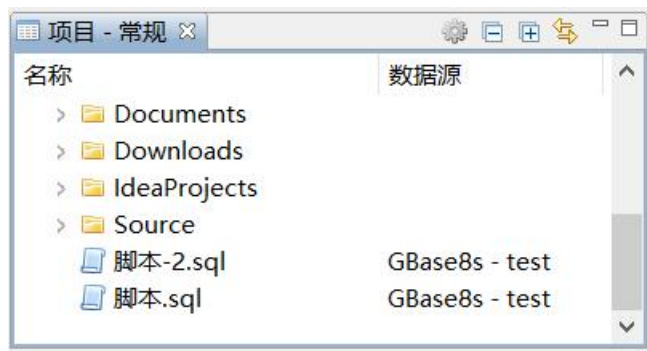 项目 - 常规
名称 数据源
Documents
Downloads
IdeaProjects
Source
脚本-2.sql GBase8s - test
脚本.sql GBase8s - test